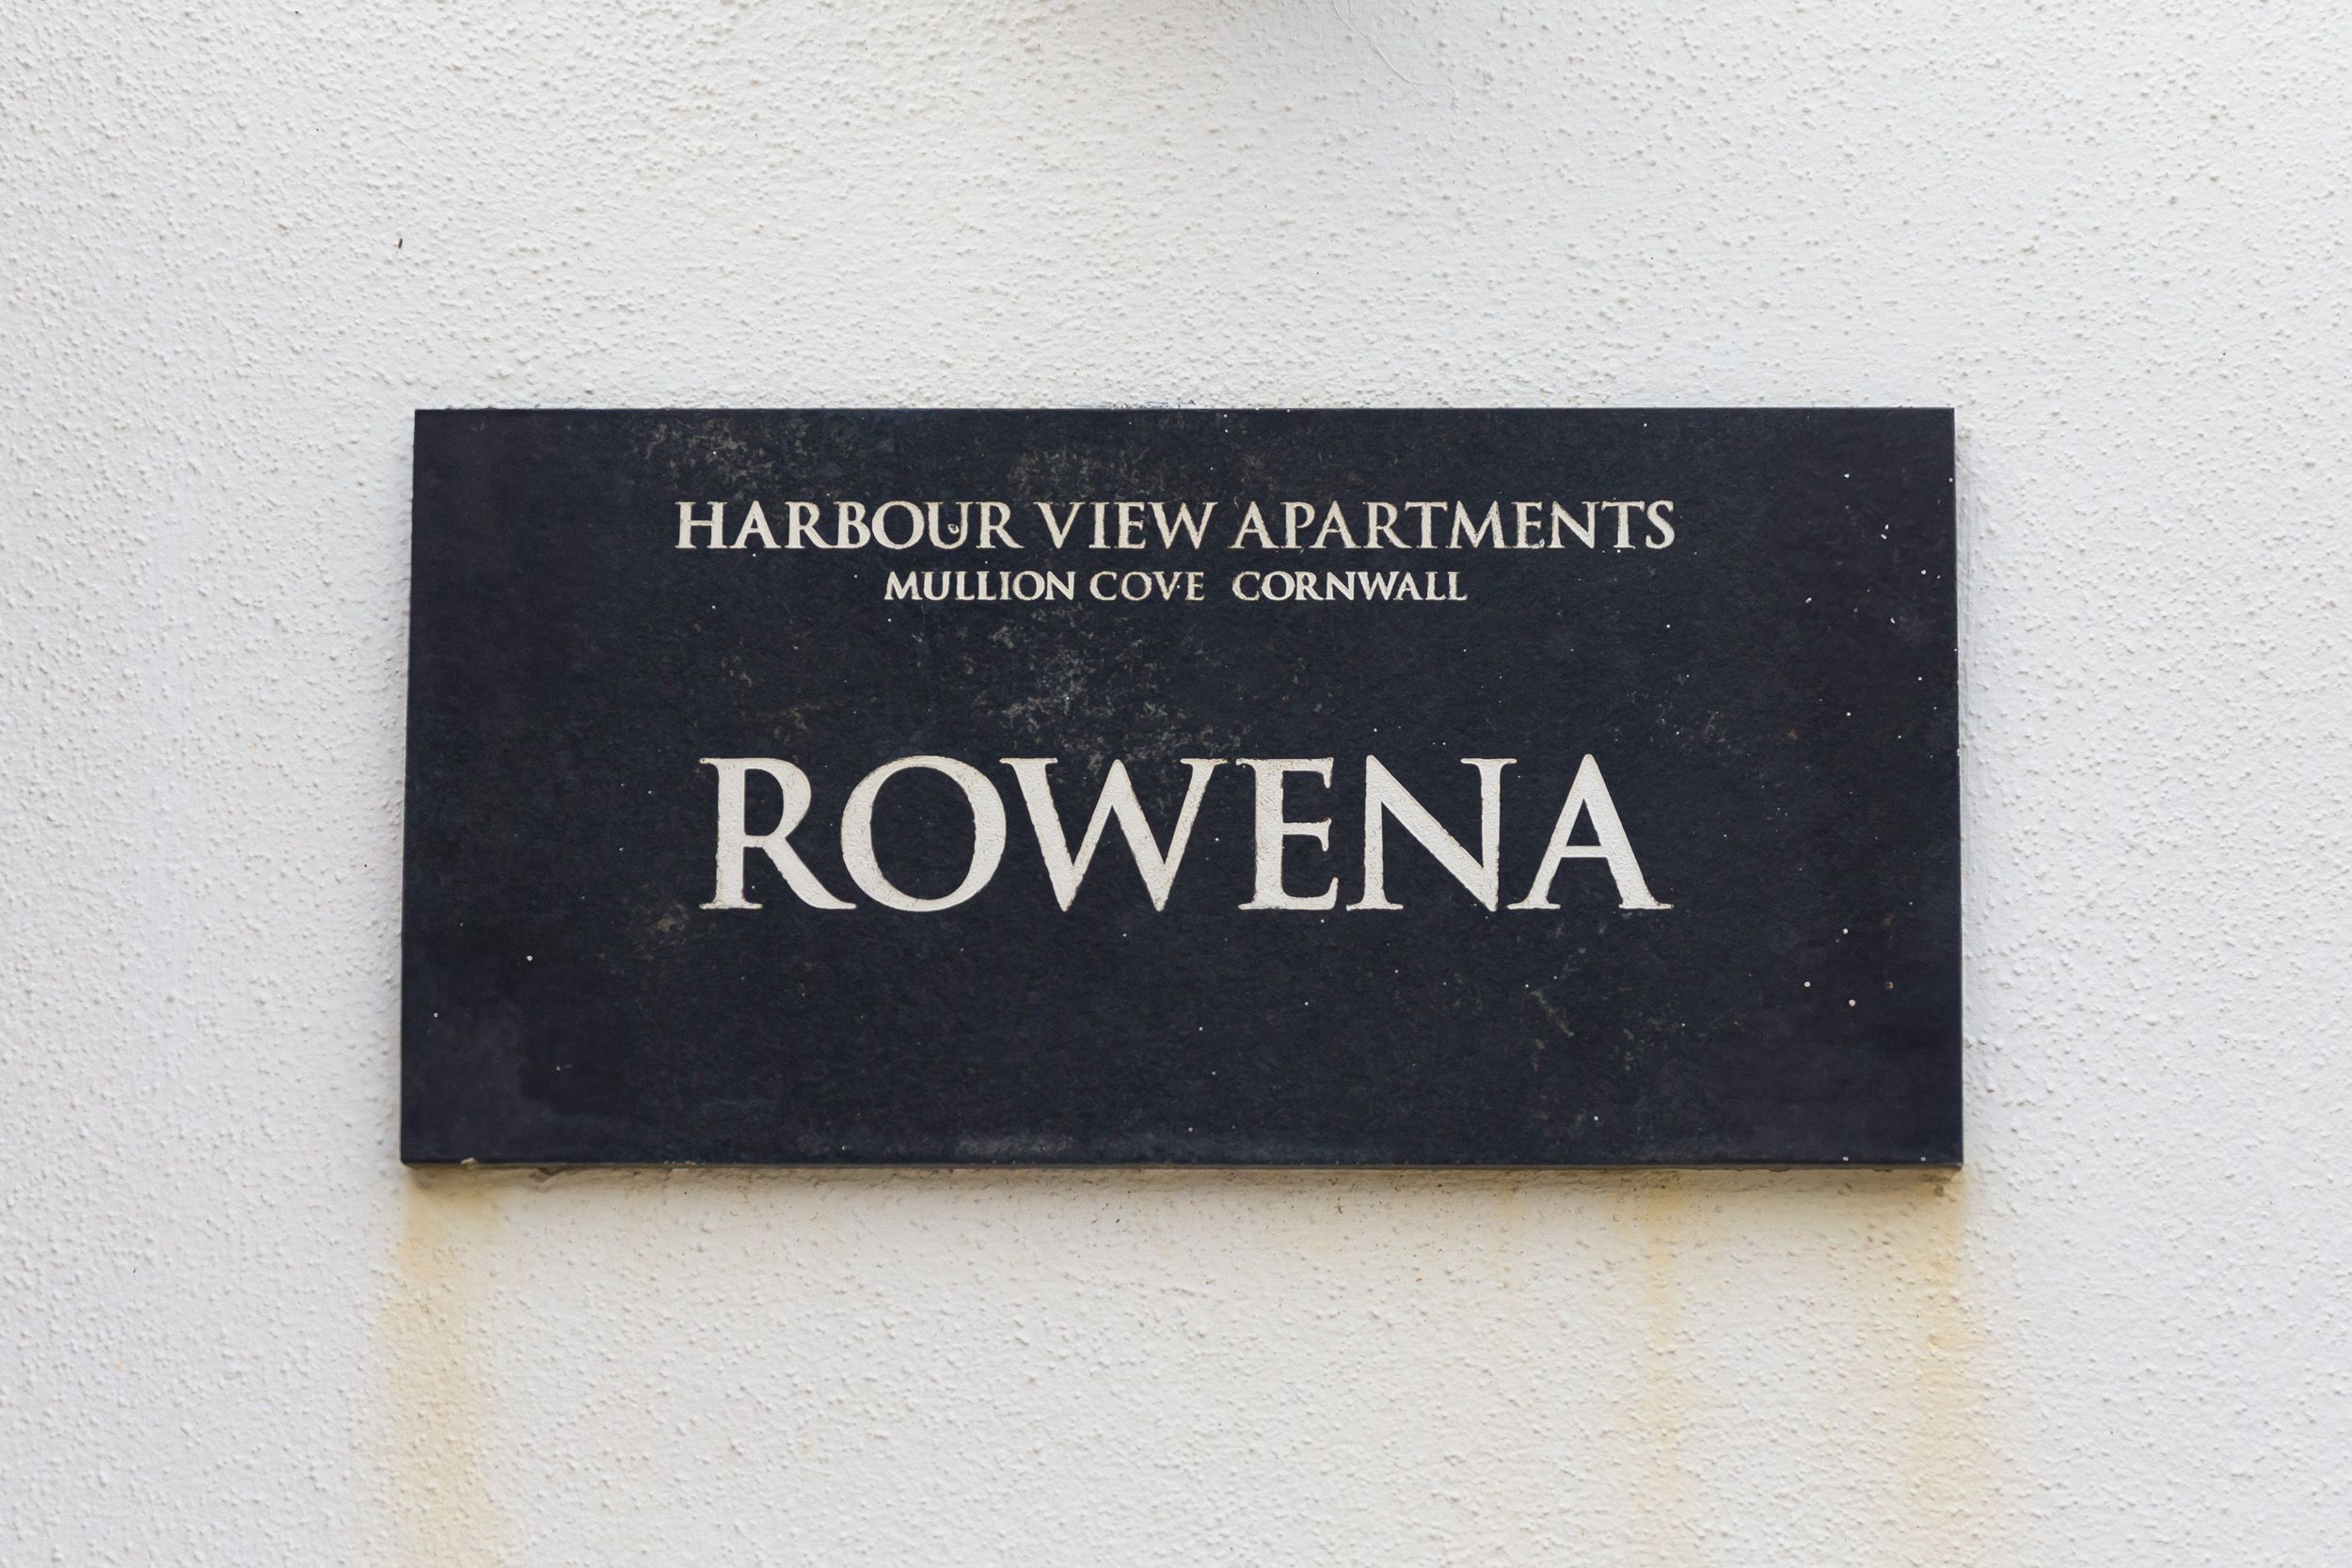 HARBOUR VIEW APARTMENTS
MULLION COVE CORNWALL
ROWENA